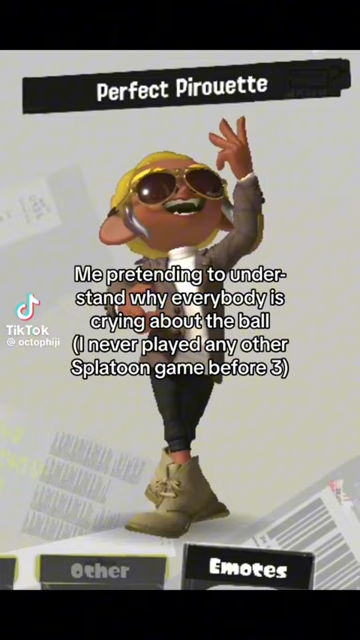 Perfect Pirouette
Me pretending to under-
stand why everybody is
crying about the ball
(I never played any other
Splatoon game before 3)
TikTok
@ octophiji
Other
Emotes